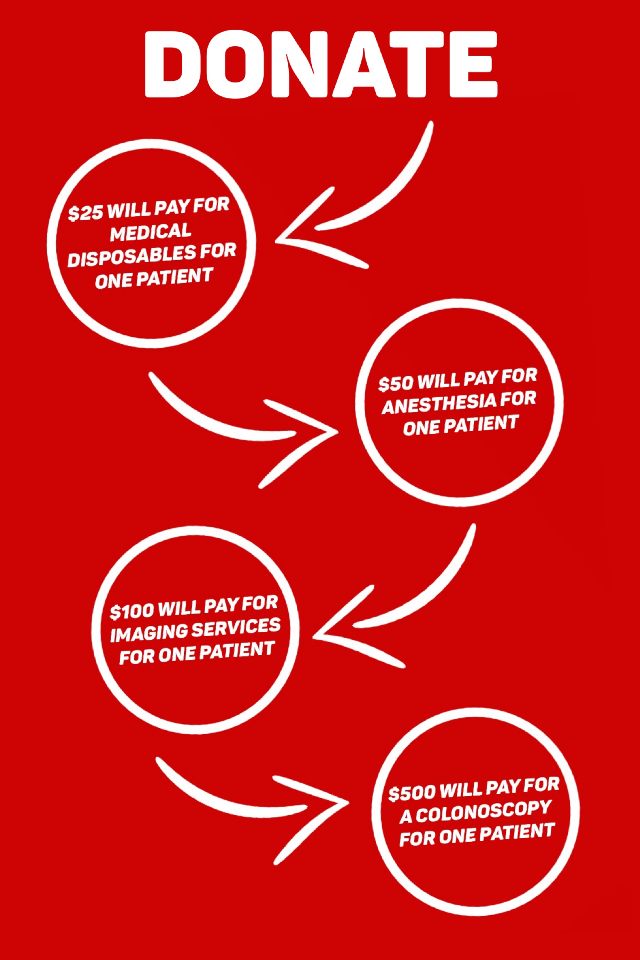 DONATE
$25 WILL PAY FOR
MEDICAL
DISPOSABLES FOR
ONE PATIENT
$50 WILL PAY FOR
ANESTHESIA FOR
ONE PATIENT
$100 WILL PAY FOR
IMAGING SERVICES
FOR ONE PATIENT
$500 WILL PAY FOR
A COLONOSCOPY
FOR ONE PATIENT